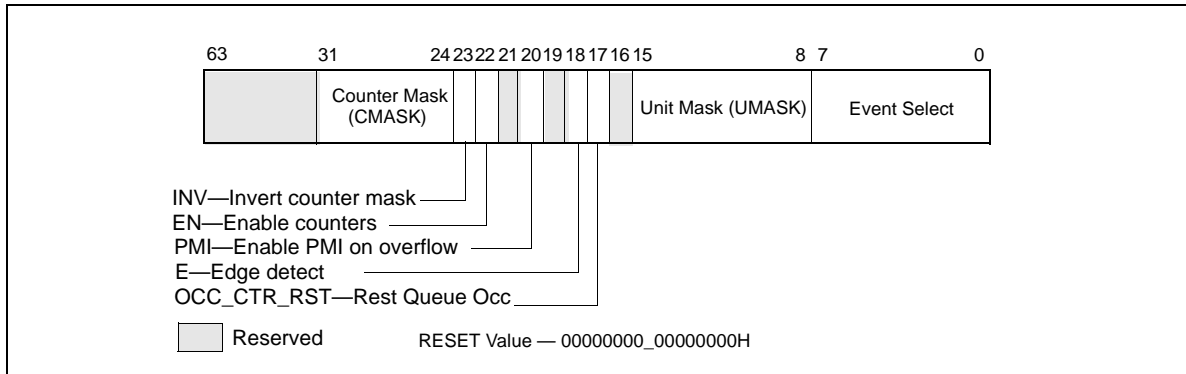 63 31 24 23 22 21 20 19 18 17 16 15 8 7 0
Counter Mask
(CMASK)
Unit Mask (UMASK)
Event Select
INV—Invert counter mask
EN—Enable counters
PMI—Enable PMI on overflow
E—Edge detect
OCC_CTR_RST—Rest Queue Occ
Reserved
RESET Value — 00000000_00000000H